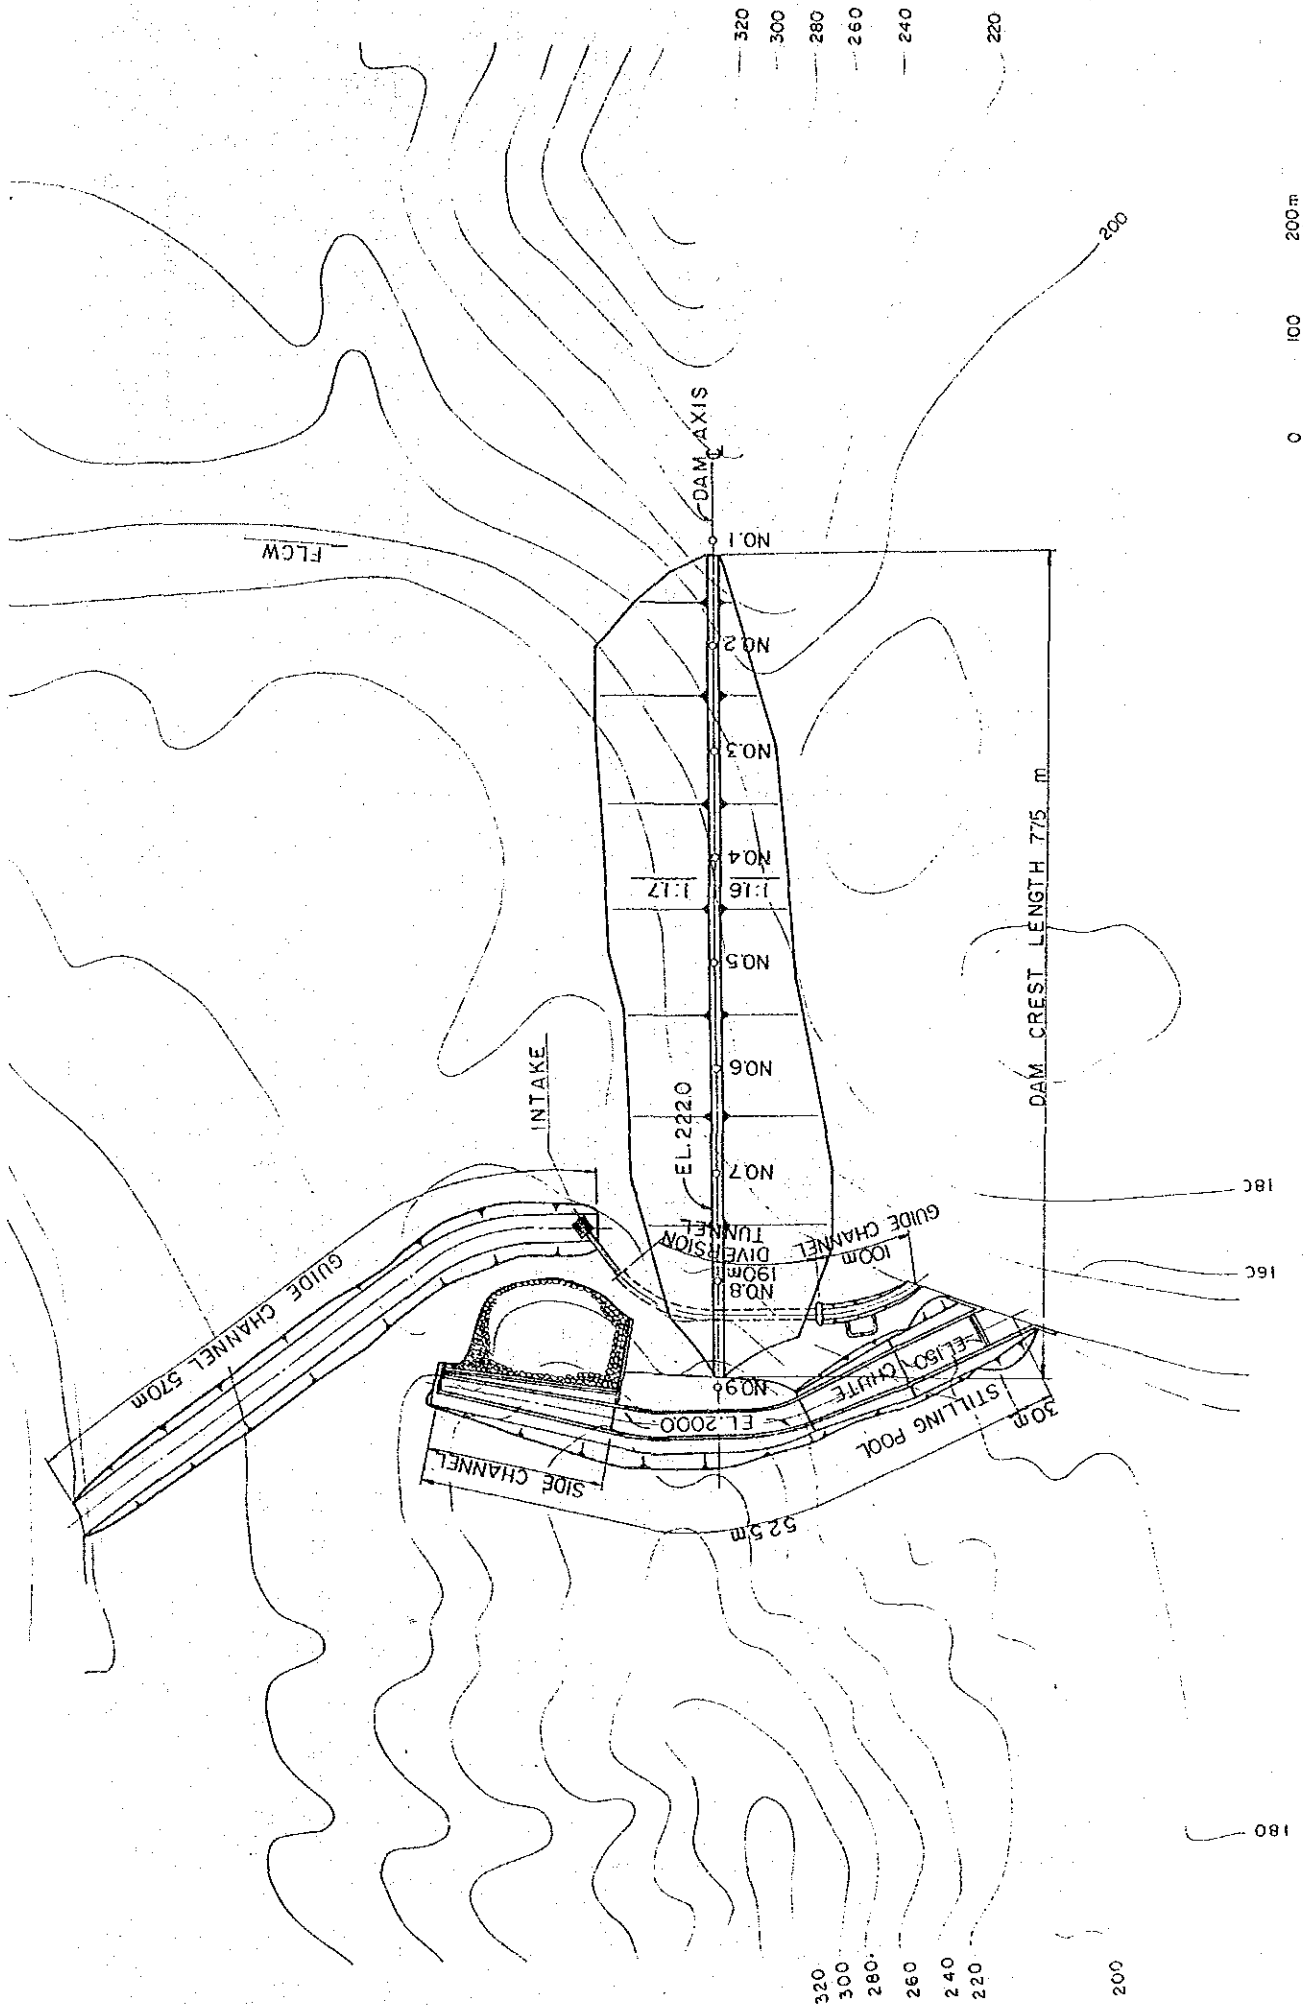 320
300
280
260
240
220
200
0
100
200m
FLOW
DAM AXIS
NO.1
NO.2
NO.3
NO.4
1:1.7
1:1.6
NO.5
NO.6
NO.7
NO.8
NO.9
INTAKE
EL.222.0
DAM CREST LENGTH 775 m
DIVERSION
TUNNEL
190m
GUIDE CHANNEL
100m
GUIDE CHANNEL 570m
SIDE CHANNEL
EL.200.0
CHUTE
EL.150
STILLING POOL
30m
525m
180
160
180
320
300
280
260
240
220
200